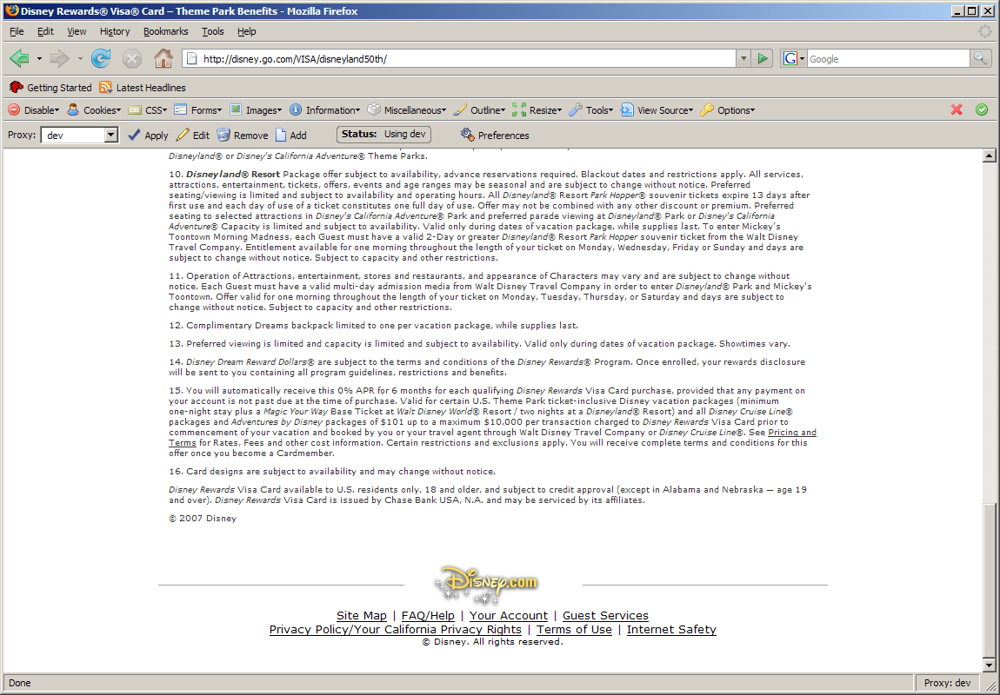 Disney Rewards® Visa® Card – Theme Park Benefits - Mozilla Firefox
File Edit View History Bookmarks Tools Help
http://disney.go.com/VISA/disneyland50th/
G Google
Getting Started Latest Headlines
Disable Cookies CSS Forms Images Information Miscellaneous Outline Resize Tools View Source Options
Proxy: dev Apply Edit Remove Add Status: Using dev Preferences
Disneyland® or Disney's California Adventure® Theme Parks.
10. Disneyland® Resort Package offer subject to availability, advance reservations required. Blackout dates and restrictions apply. All services,
attractions, entertainment, tickets, offers, events and age ranges may be seasonal and are subject to change without notice. Preferred
seating/viewing is limited and subject to availability and operating hours. All Disneyland® Resort Park Hopper® souvenir tickets expire 13 days after
first use and each day of use of a ticket constitutes one full day of use. Offer may not be combined with any other discount or premium. Preferred
seating to selected attractions in Disney's California Adventure® Park and preferred parade viewing at Disneyland® Park or Disney's California
Adventure® Capacity is limited and subject to availability. Valid only during dates of vacation package, while supplies last. To enter Mickey's
Toontown Morning Madness, each Guest must have a valid 2-Day or greater Disneyland® Resort Park Hopper souvenir ticket from the Walt Disney
Travel Company. Entitlement available for one morning throughout the length of your ticket on Monday, Wednesday, Friday or Sunday and days are
subject to change without notice. Subject to capacity and other restrictions.
11. Operation of Attractions, entertainment, stores and restaurants, and appearance of Characters may vary and are subject to change without
notice. Each Guest must have a valid multi-day admission media from Walt Disney Travel Company in order to enter Disneyland® Park and Mickey's
Toontown. Offer valid for one morning throughout the length of your ticket on Monday, Tuesday, Thursday, or Saturday and days are subject to
change without notice. Subject to capacity and other restrictions.
12. Complimentary Dreams backpack limited to one per vacation package, while supplies last.
13. Preferred viewing is limited and capacity is limited and subject to availability. Valid only during dates of vacation package. Showtimes vary.
14. Disney Dream Reward Dollars® are subject to the terms and conditions of the Disney Rewards® Program. Once enrolled, your rewards disclosure
will be sent to you containing all program guidelines, restrictions and benefits.
15. You will automatically receive this 0% APR for 6 months for each qualifying Disney Rewards Visa Card purchase, provided that any payment on
your account is not past due at the time of purchase. Valid for certain U.S. Theme Park ticket-inclusive Disney vacation packages (minimum
one-night stay plus a Magic Your Way Base Ticket at Walt Disney World® Resort / two nights at a Disneyland® Resort) and all Disney Cruise Line®
packages and Adventures by Disney packages of $101 up to a maximum $10,000 per transaction charged to Disney Rewards Visa Card prior to
commencement of your vacation and booked by you or your travel agent through Walt Disney Travel Company or Disney Cruise Line®. See Pricing and
Terms for Rates, Fees and other cost information. Certain restrictions and exclusions apply. You will receive complete terms and conditions for this
offer once you become a Cardmember.
16. Card designs are subject to availability and may change without notice.
Disney Rewards Visa Card available to U.S. residents only, 18 and older, and subject to credit approval (except in Alabama and Nebraska — age 19
and over). Disney Rewards Visa Card is issued by Chase Bank USA, N.A. and may be serviced by its affiliates.
© 2007 Disney
Disney.com
Site Map | FAQ/Help | Your Account | Guest Services
Privacy Policy/Your California Privacy Rights | Terms of Use | Internet Safety
© Disney. All rights reserved.
Done Proxy: dev